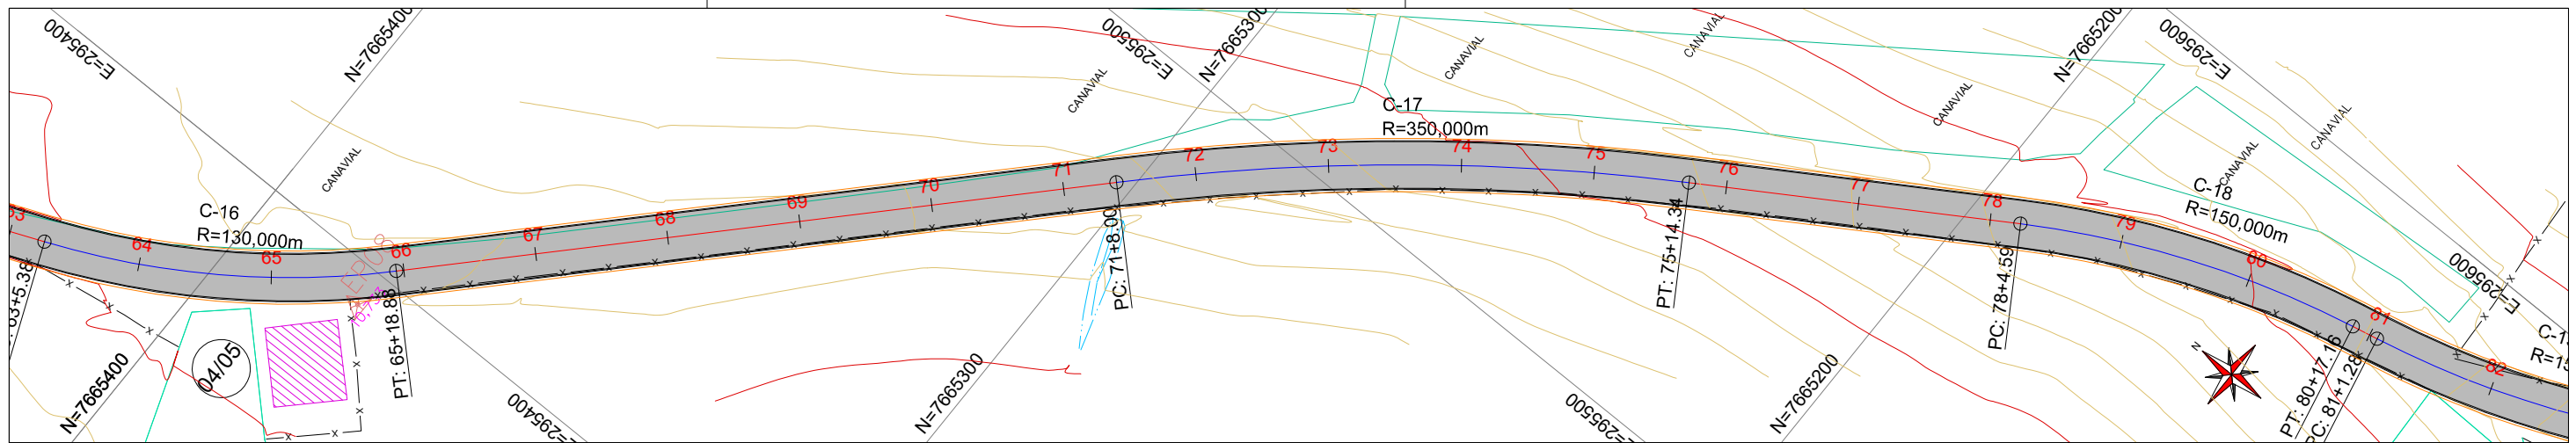 E=295400
N=7665400
E=295500
N=7665300
N=7665200
E=295600
CANAVIAL
CANAVIAL
CANAVIAL
CANAVIAL
CANAVIAL
CANAVIAL
CANAVIAL
C-16
R=130,000m
C-17
R=350,000m
C-18
R=150,000m
64
65
66
67
68
69
70
71
72
73
74
75
76
77
78
79
80
81
82
PT: 65+18.88
PC: 71+8.00
PT: 75+14.34
PC: 78+4.59
PT: 80+17.16
PC: 81+1.28
04/05
N=7665400
E=295400
N=7665300
E=295500
N=7665200
E=295600
N